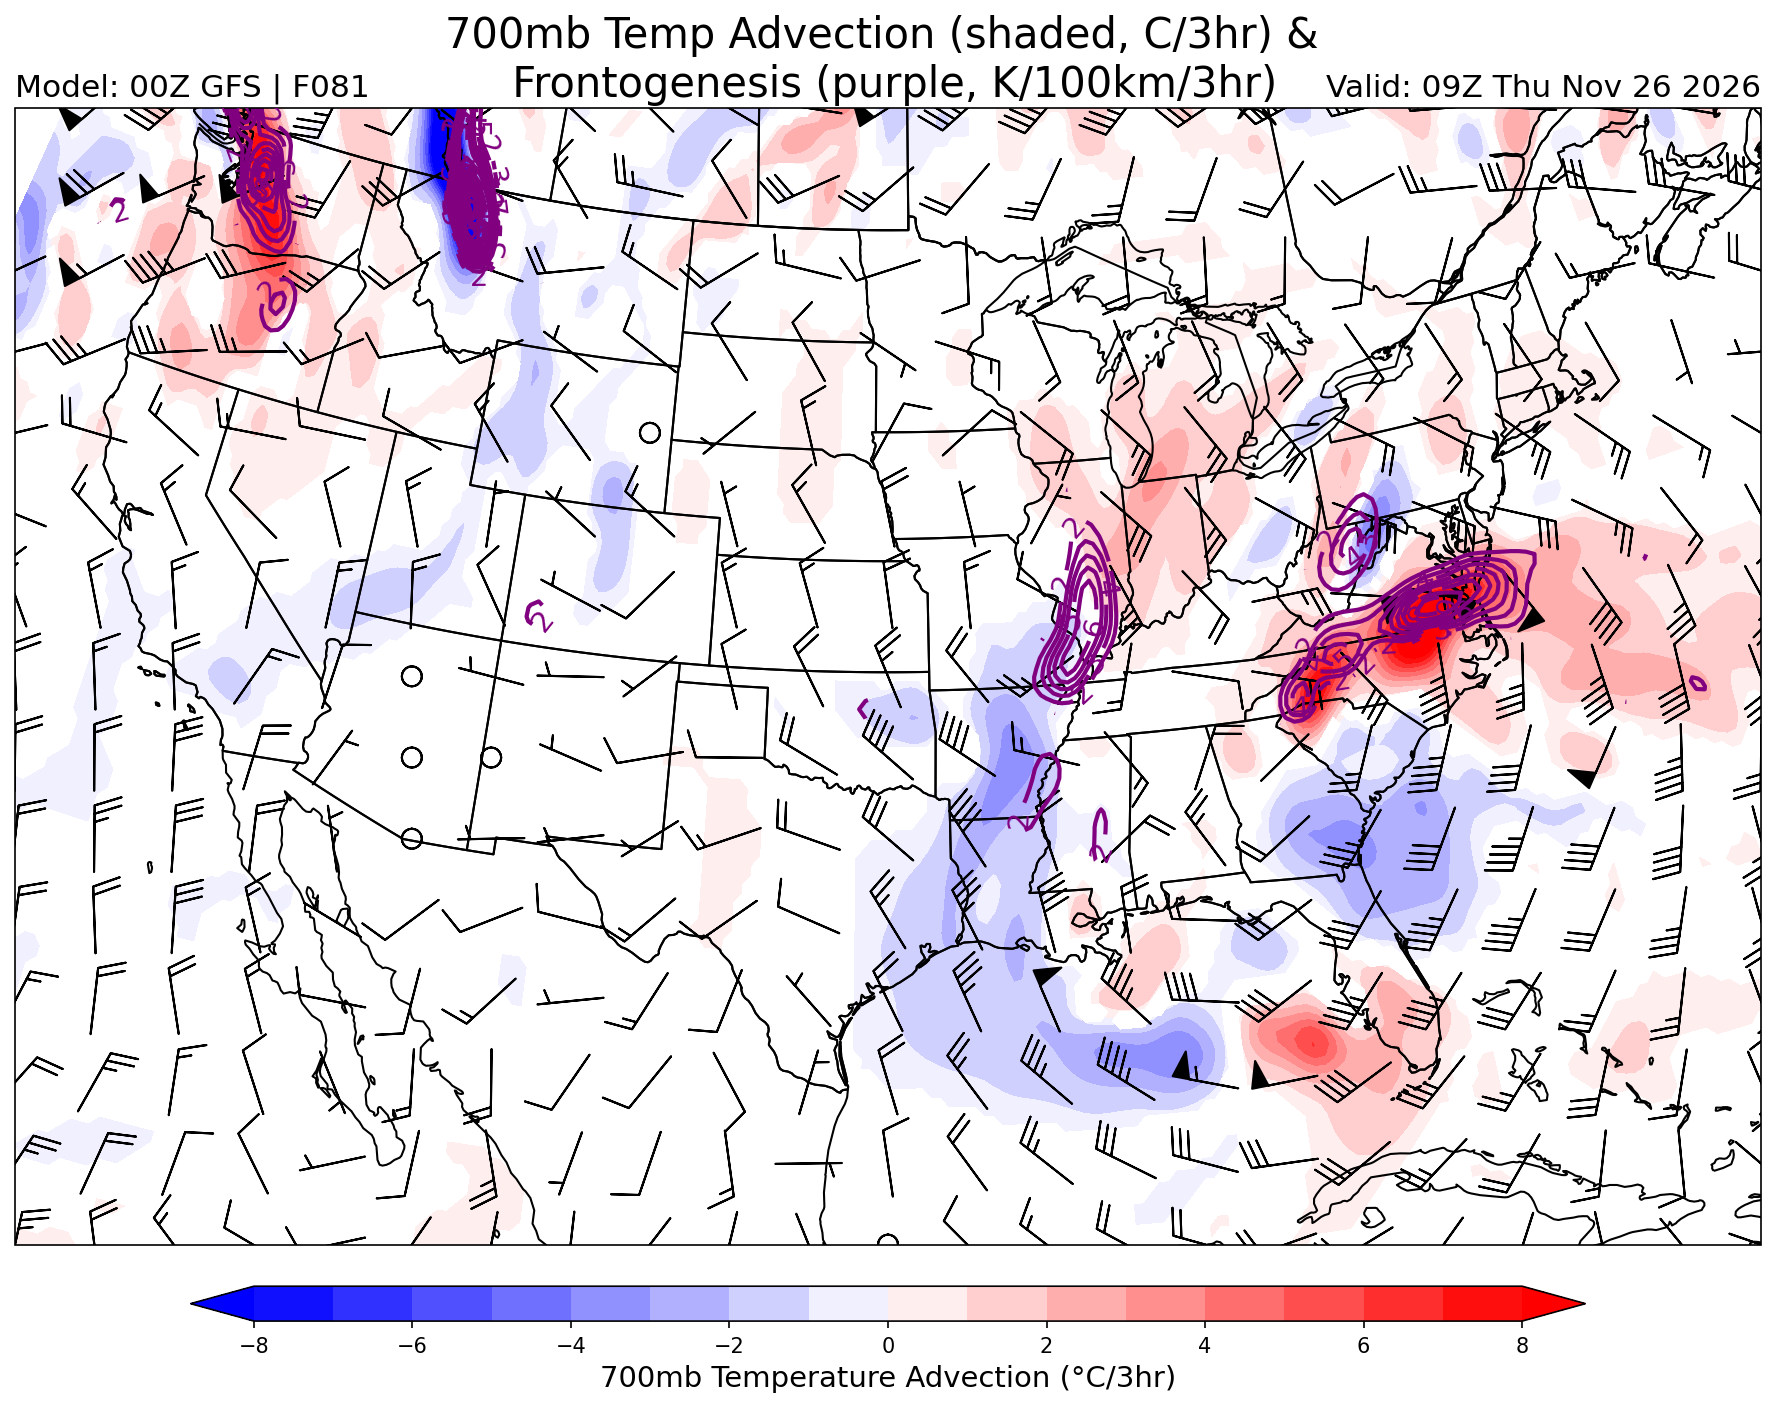 700mb Temp Advection (shaded, C/3hr) &
Frontogenesis (purple, K/100km/3hr)
Model: 00Z GFS | F081
Valid: 09Z Thu Nov 26 2026
−8 −6 −4 −2 0 2 4 6 8
700mb Temperature Advection (°C/3hr)